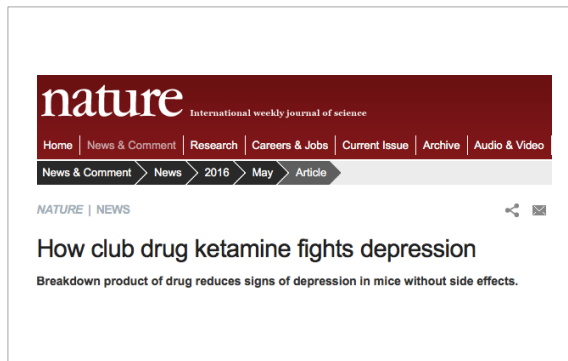 nature International weekly journal of science
Home News & Comment Research Careers & Jobs Current Issue Archive Audio & Video
News & Comment News 2016 May Article
NATURE | NEWS
How club drug ketamine fights depression
Breakdown product of drug reduces signs of depression in mice without side effects.